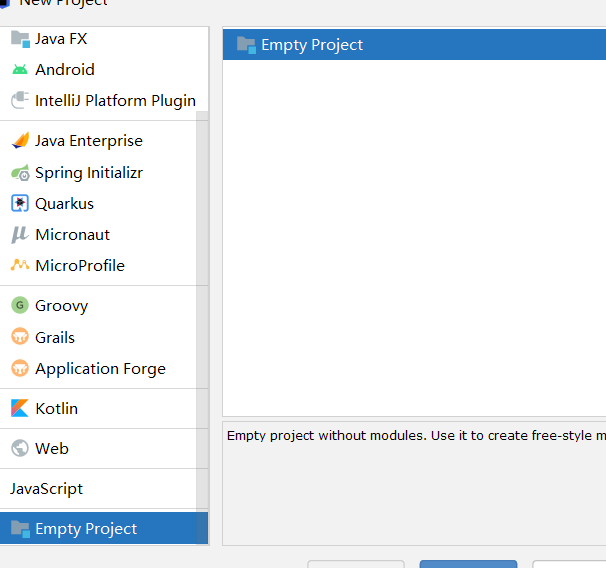 New Project
Java FX
Android
IntelliJ Platform Plugin
Java Enterprise
Spring Initializr
Quarkus
Micronaut
MicroProfile
Groovy
Grails
Application Forge
Kotlin
Web
JavaScript
Empty Project
Empty Project
Empty project without modules. Use it to create free-style m